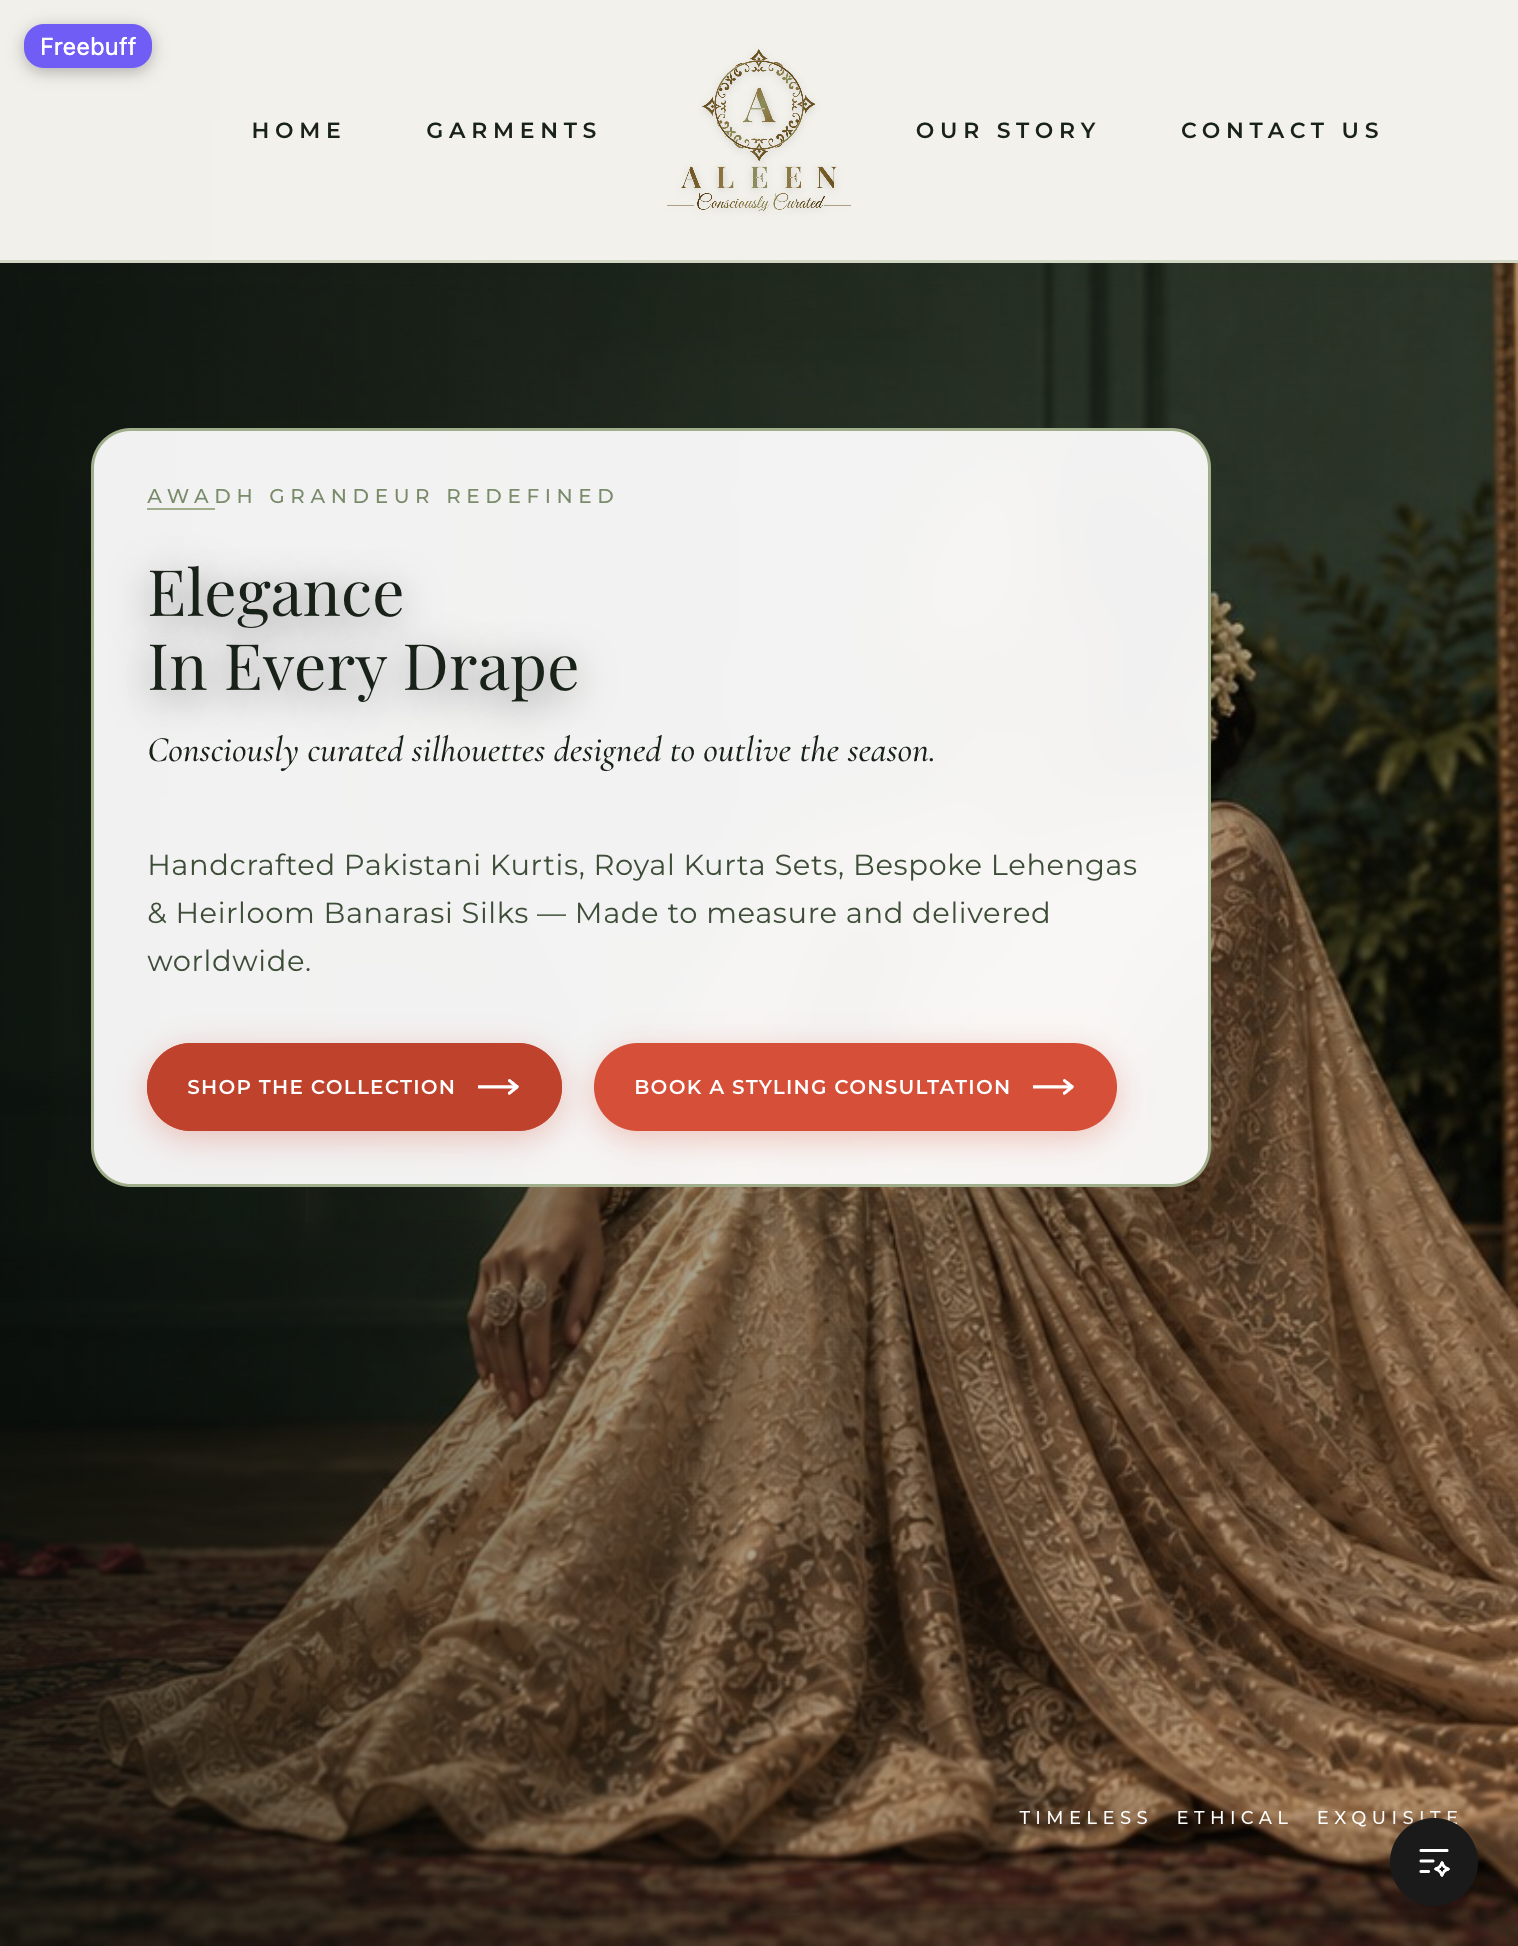 Freebuff
HOME GARMENTS OUR STORY CONTACT US
A
ALEEN
Consciously Curated
AWADH GRANDEUR REDEFINED
Elegance
In Every Drape
Consciously curated silhouettes designed to outlive the season.
Handcrafted Pakistani Kurtis, Royal Kurta Sets, Bespoke Lehengas
& Heirloom Banarasi Silks — Made to measure and delivered
worldwide.
SHOP THE COLLECTION
BOOK A STYLING CONSULTATION
TIMELESS ETHICAL EXQUISITE